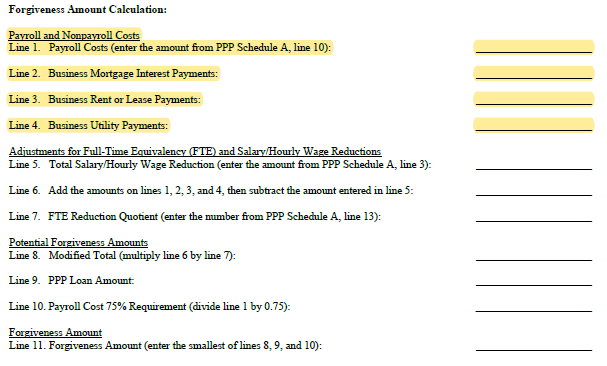 Forgiveness Amount Calculation:
Payroll and Nonpayroll Costs
Line 1. Payroll Costs (enter the amount from PPP Schedule A, line 10):
Line 2. Business Mortgage Interest Payments:
Line 3. Business Rent or Lease Payments:
Line 4. Business Utility Payments:
Adjustments for Full-Time Equivalency (FTE) and Salary/Hourly Wage Reductions
Line 5. Total Salary/Hourly Wage Reduction (enter the amount from PPP Schedule A, line 3):
Line 6. Add the amounts on lines 1, 2, 3, and 4, then subtract the amount entered in line 5:
Line 7. FTE Reduction Quotient (enter the number from PPP Schedule A, line 13):
Potential Forgiveness Amounts
Line 8. Modified Total (multiply line 6 by line 7):
Line 9. PPP Loan Amount:
Line 10. Payroll Cost 75% Requirement (divide line 1 by 0.75):
Forgiveness Amount
Line 11. Forgiveness Amount (enter the smallest of lines 8, 9, and 10):